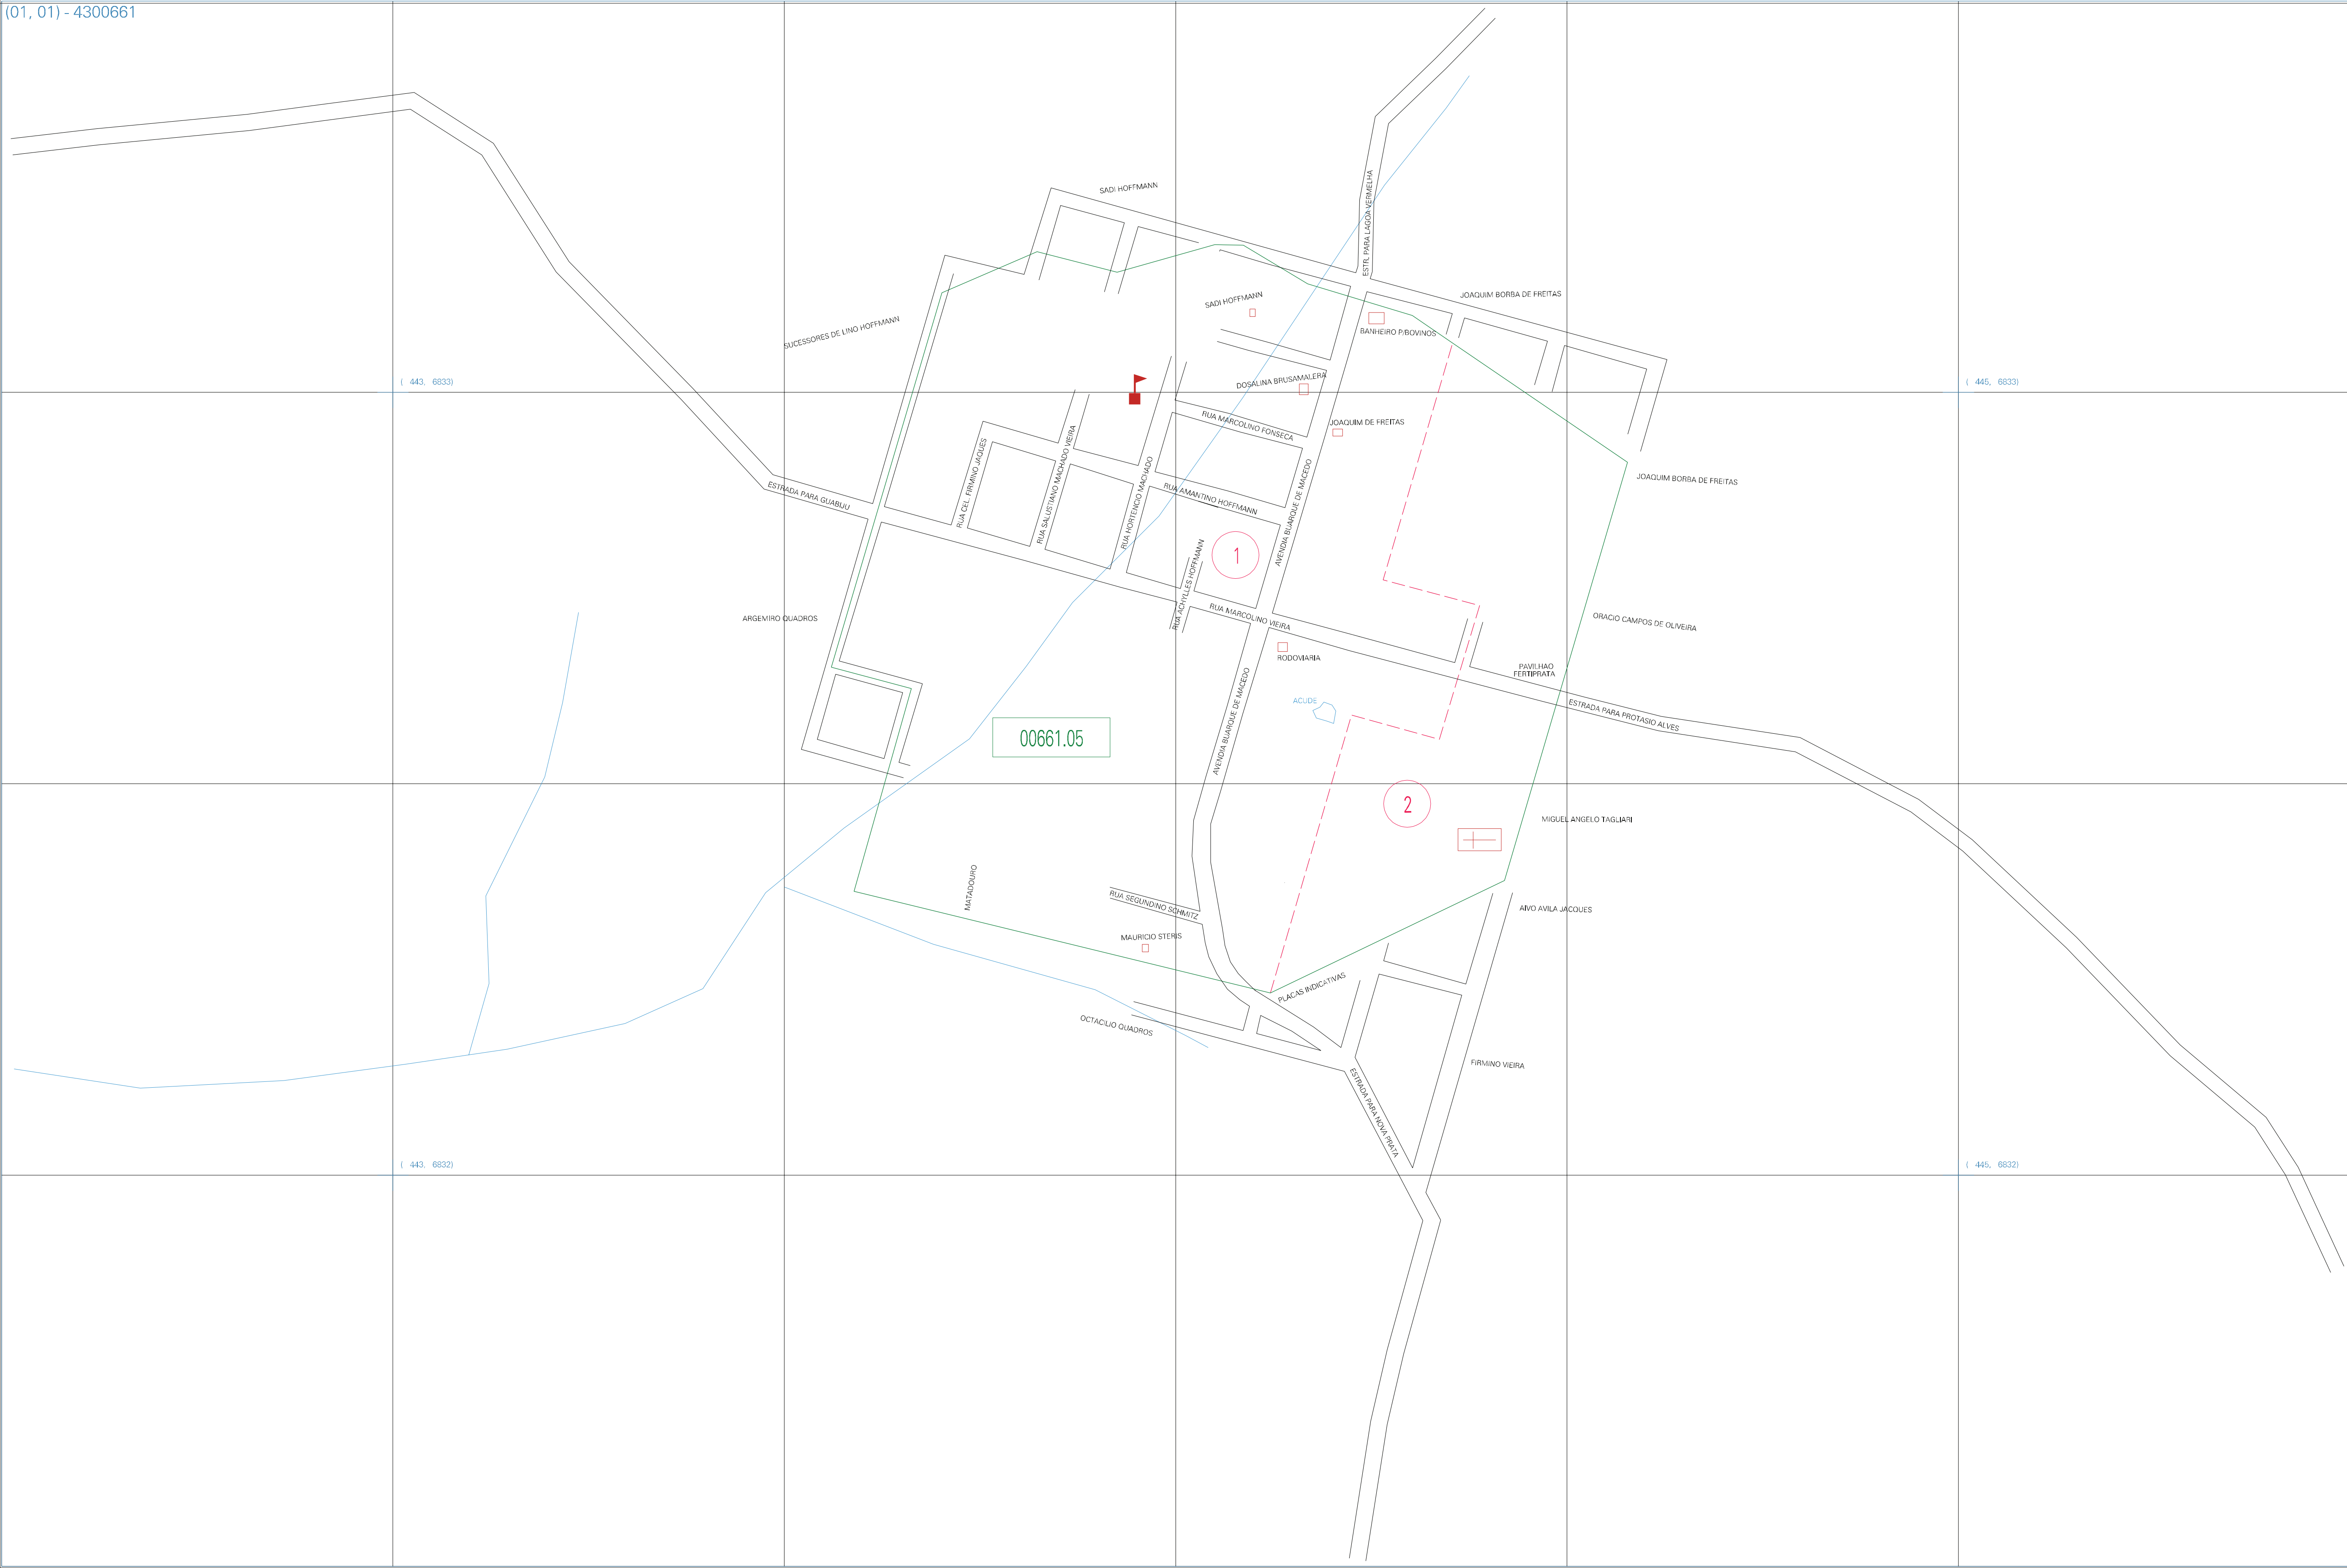 (01, 01) - 4300661
SADI HOFFMANN
ESTR. PARA LAGOA VERMELHA
SADI HOFFMANN
JOAQUIM BORBA DE FREITAS
SUCESSORES DE LINO HOFFMANN
BANHEIRO P/BOVINOS
( 443, 6833)
DOSALINA BRUSAMALERA
( 445, 6833)
RUA MARCOLINO FONSECA
JOAQUIM DE FREITAS
RUA CEL. FIRMINO JAQUES
RUA SALUSTIANO MACHADO VIEIRA
RUA HORTENCIO MACHADO
JOAQUIM BORBA DE FREITAS
ESTRADA PARA GUABIJU
RUA AMANTINO HOFFMANN
AVENDIA BUARQUE DE MACEDO
1
RUA ACHYLLES HOFFMANN
RUA MARCOLINO VIEIRA
ARGEMIRO QUADROS
ORACIO CAMPOS DE OLIVEIRA
RODOVIARIA
PAVILHAO
FERTIPRATA
ACUDE
AVENDIA BUARQUE DE MACEDO
ESTRADA PARA PROTASIO ALVES
00661.05
2
MIGUEL ANGELO TAGLIARI
MATADOURO
RUA SEGUNDINO SCHMITZ
AIVO AVILA JACQUES
MAURICIO STERIS
PLACAS INDICATIVAS
OCTACILIO QUADROS
FIRMINO VIEIRA
ESTRADA PARA NOVA PRATA
( 443, 6832)
( 445, 6832)